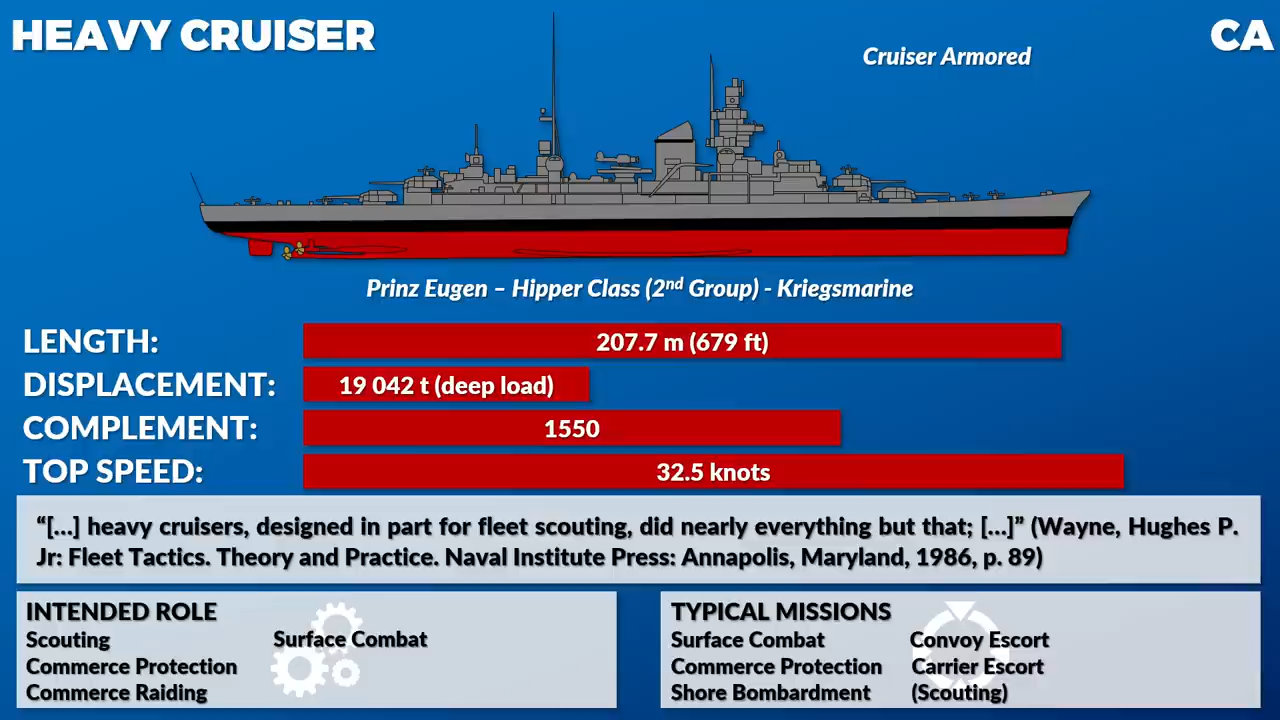 HEAVY CRUISER
CA
Cruiser Armored
Prinz Eugen – Hipper Class (2nd Group) - Kriegsmarine
LENGTH: 207.7 m (679 ft)
DISPLACEMENT: 19 042 t (deep load)
COMPLEMENT: 1550
TOP SPEED: 32.5 knots
“[...] heavy cruisers, designed in part for fleet scouting, did nearly everything but that; [...]” (Wayne, Hughes P.
Jr: Fleet Tactics. Theory and Practice. Naval Institute Press: Annapolis, Maryland, 1986, p. 89)
INTENDED ROLE
Scouting
Commerce Protection
Commerce Raiding
Surface Combat
TYPICAL MISSIONS
Surface Combat
Commerce Protection
Shore Bombardment
Convoy Escort
Carrier Escort
(Scouting)